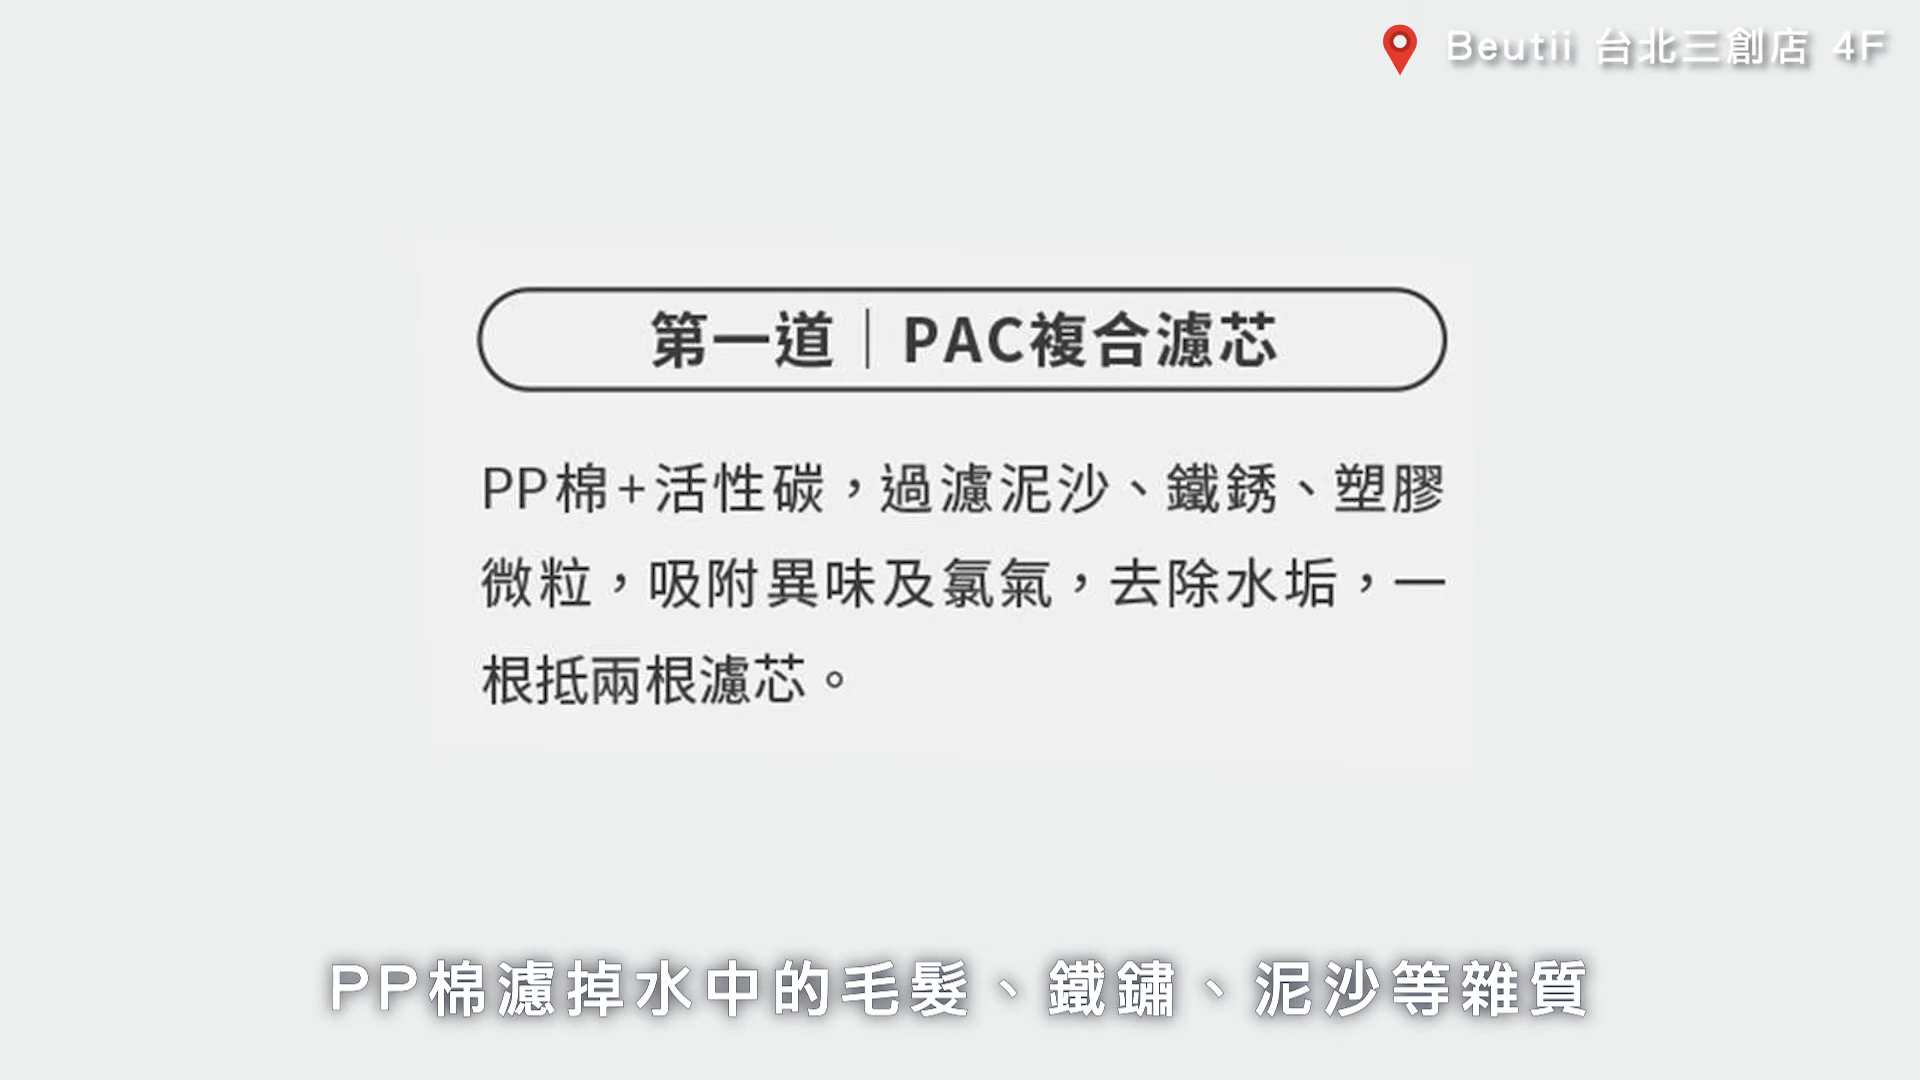 Beutii 台北三創店 4F
第一道｜PAC複合濾芯
PP棉+活性碳，過濾泥沙、鐵銹、塑膠
微粒，吸附異味及氯氣，去除水垢，一
根抵兩根濾芯。
PP棉濾掉水中的毛髮、鐵鏽、泥沙等雜質